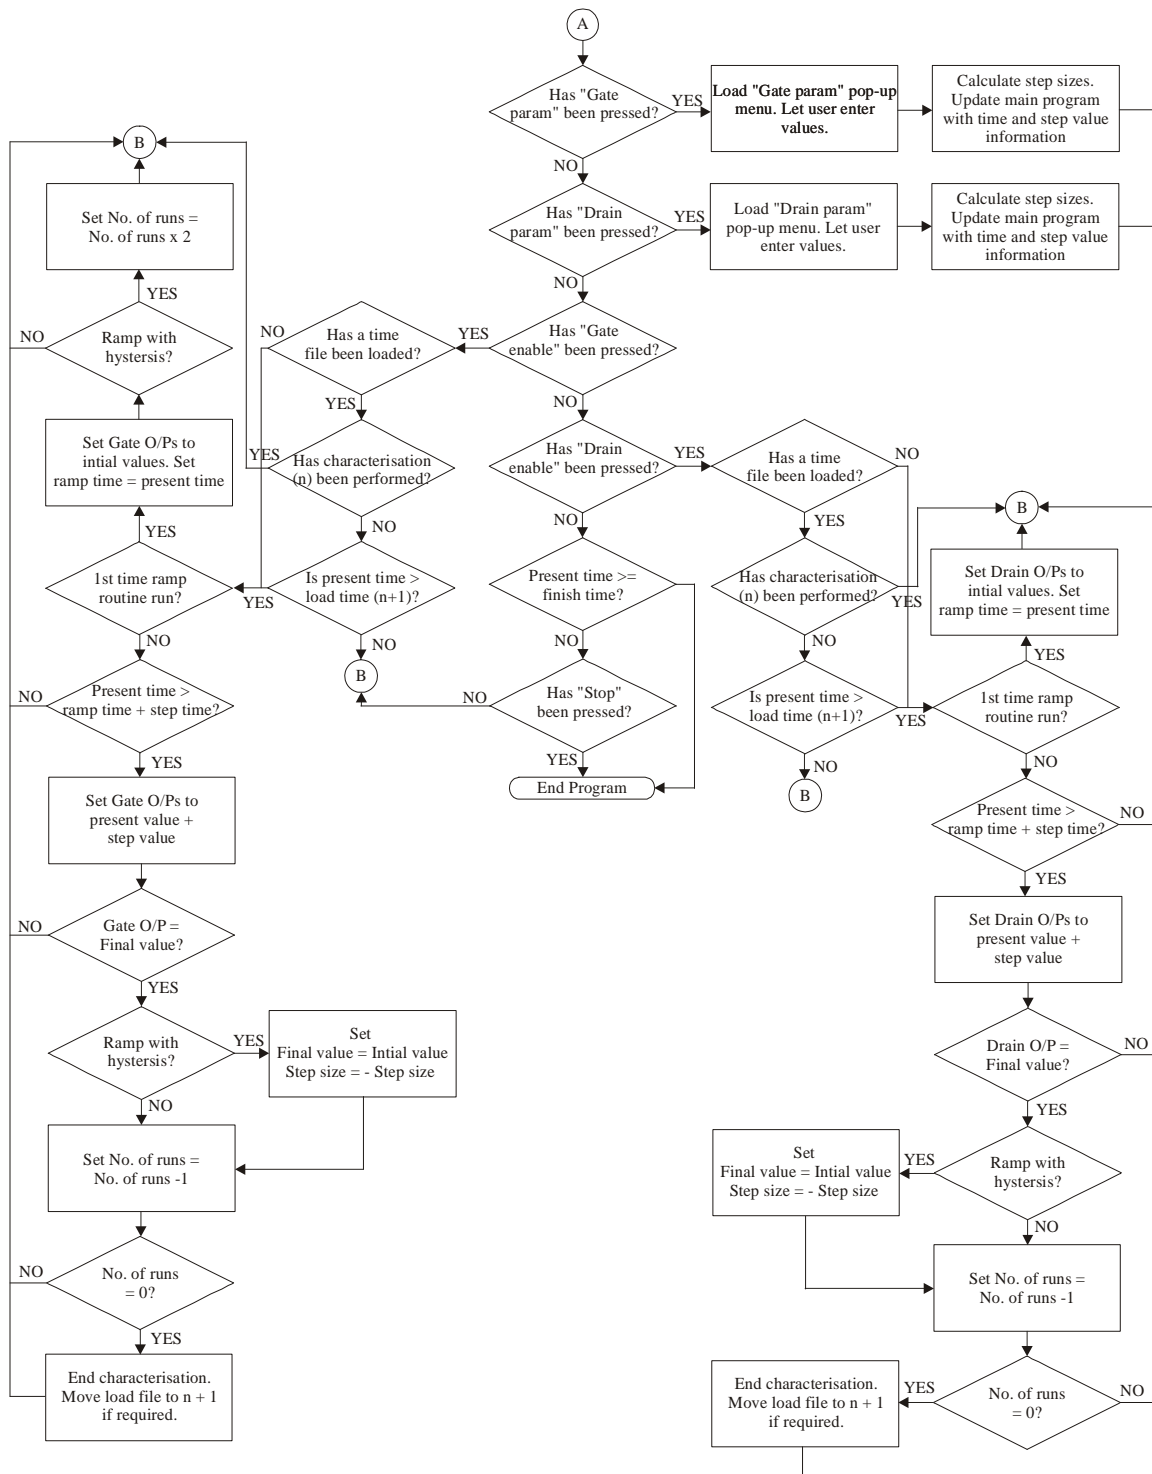 A
Has "Gate
param" been pressed?
YES
Load "Gate param" pop-up
menu. Let user enter
values.
Calculate step sizes.
Update main program
with time and step value
information
NO
Has "Drain
param" been pressed?
YES
Load "Drain param"
pop-up menu. Let user
enter values.
Calculate step sizes.
Update main program
with time and step value
information
NO
Has "Gate
enable" been pressed?
YES
Has a time
file been loaded?
NO
YES
Has characterisation
(n) been performed?
YES
NO
Is present time >
load time (n+1)?
YES
NO
B
B
Set No. of runs =
No. of runs x 2
YES
Ramp with
hystersis?
NO
Set Gate O/Ps to
intial values. Set
ramp time = present time
YES
1st time ramp
routine run?
NO
Present time >
ramp time + step time?
NO
YES
Set Gate O/Ps to
present value +
step value
Gate O/P =
Final value?
NO
YES
Ramp with
hystersis?
YES
Set
Final value = Intial value
Step size = - Step size
NO
Set No. of runs =
No. of runs -1
No. of runs
= 0?
NO
YES
End characterisation.
Move load file to n + 1
if required.
NO
Has "Drain
enable" been pressed?
YES
NO
Present time >=
finish time?
YES
NO
Has "Stop"
been pressed?
NO
YES
End Program
Has a time
file been loaded?
NO
YES
Has characterisation
(n) been performed?
YES
NO
Is present time >
load time (n+1)?
YES
NO
B
B
Set Drain O/Ps to
intial values. Set
ramp time = present time
YES
1st time ramp
routine run?
NO
Present time >
ramp time + step time?
NO
YES
Set Drain O/Ps to
present value +
step value
Drain O/P =
Final value?
NO
YES
Ramp with
hystersis?
YES
Set
Final value = Intial value
Step size = - Step size
NO
Set No. of runs =
No. of runs -1
No. of runs
= 0?
NO
YES
End characterisation.
Move load file to n + 1
if required.